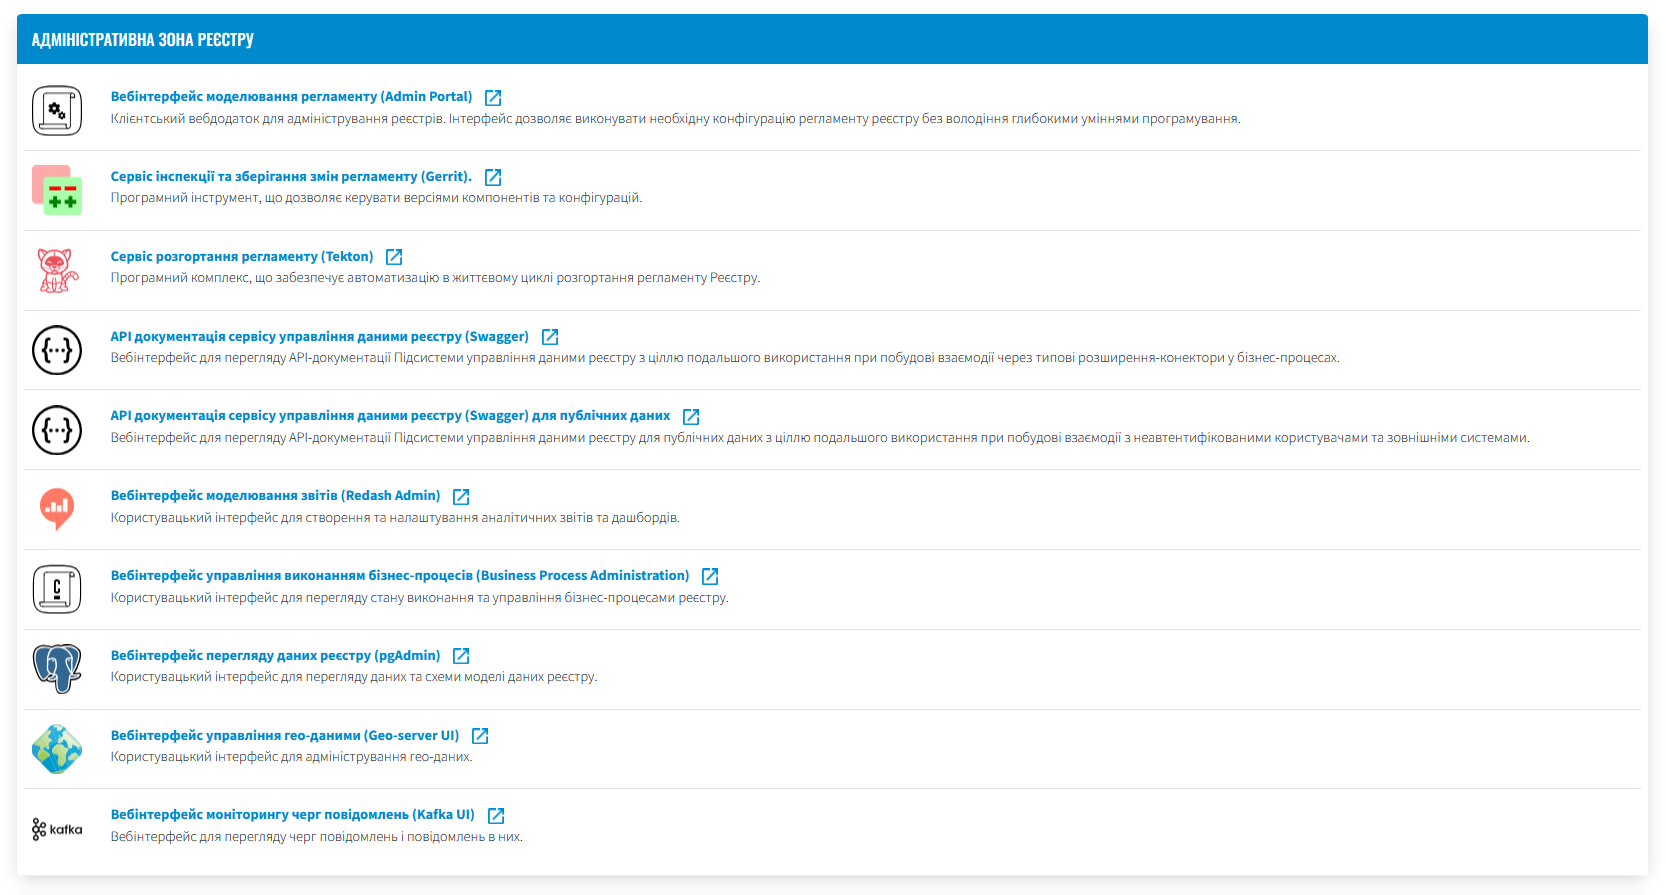 АДМІНІСТРАТИВНА ЗОНА РЕЄСТРУ
Вебінтерфейс моделювання регламенту (Admin Portal)
Клієнтський вебдодаток для адміністрування реєстрів. Інтерфейс дозволяє виконувати необхідну конфігурацію регламенту реєстру без володіння глибокими уміннями програмування.
Сервіс інспекції та зберігання змін регламенту (Gerrit).
Програмний інструмент, що дозволяє керувати версіями компонентів та конфігурацій.
Сервіс розгортання регламенту (Tekton)
Програмний комплекс, що забезпечує автоматизацію в життєвому циклі розгортання регламенту Реєстру.
API документація сервісу управління даними реєстру (Swagger)
Вебінтерфейс для перегляду API-документації Підсистеми управління даними реєстру з ціллю подальшого використання при побудові взаємодії через типові розширення-конектори у бізнес-процесах.
API документація сервісу управління даними реєстру (Swagger) для публічних даних
Вебінтерфейс для перегляду API-документації Підсистеми управління даними реєстру для публічних даних з ціллю подальшого використання при побудові взаємодії з неавтентифікованими користувачами та зовнішніми системами.
Вебінтерфейс моделювання звітів (Redash Admin)
Користувацький інтерфейс для створення та налаштування аналітичних звітів та дашбордів.
Вебінтерфейс управління виконанням бізнес-процесів (Business Process Administration)
Користувацький інтерфейс для перегляду стану виконання та управління бізнес-процесами реєстру.
Вебінтерфейс перегляду даних реєстру (pgAdmin)
Користувацький інтерфейс для перегляду даних та схеми моделі даних реєстру.
Вебінтерфейс управління гео-даними (Geo-server UI)
Користувацький інтерфейс для адміністрування гео-даних.
Вебінтерфейс моніторингу черг повідомлень (Kafka UI)
kafka
Вебінтерфейс для перегляду черг повідомлень і повідомлень в них.